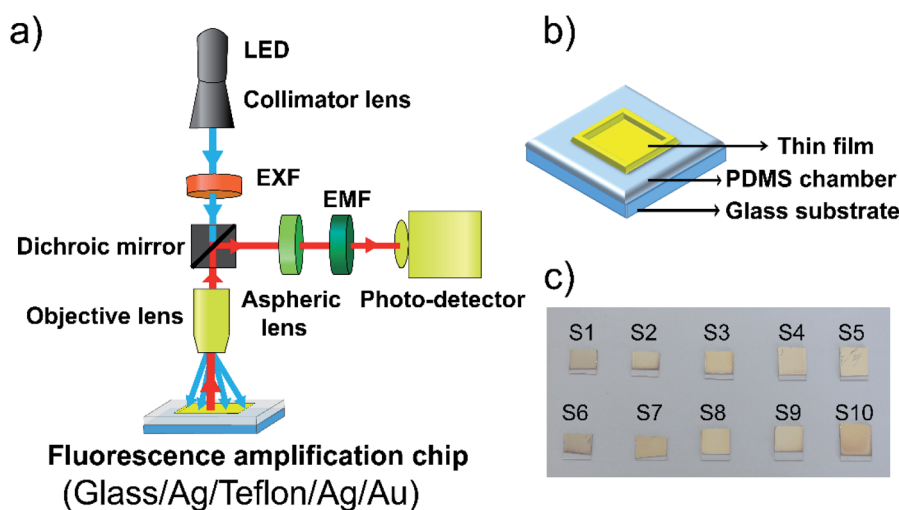 a)
LED
Collimator lens
EXF
EMF
Dichroic mirror
Objective lens
Aspheric
lens
Photo-detector
Fluorescence amplification chip
(Glass/Ag/Teflon/Ag/Au)
b)
Thin film
PDMS chamber
Glass substrate
c)
S1 S2 S3 S4 S5
S6 S7 S8 S9 S10